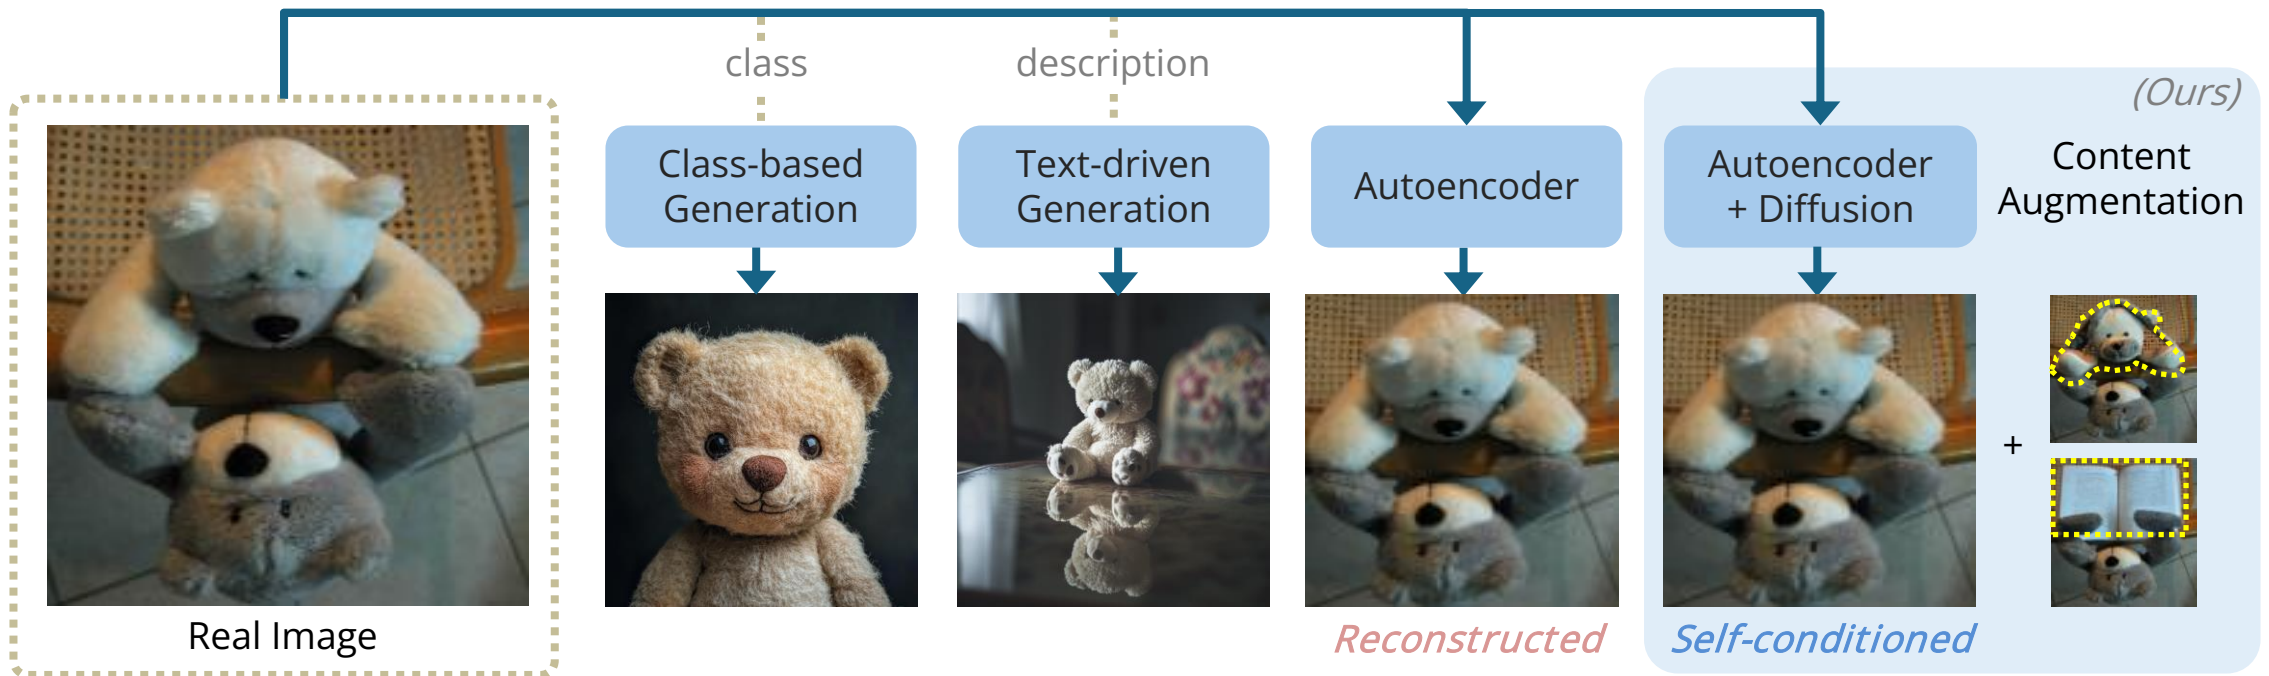 class
description
(Ours)
Class-based
Generation
Text-driven
Generation
Autoencoder
Autoencoder
+ Diffusion
Content
Augmentation
+
Real Image
Reconstructed
Self-conditioned